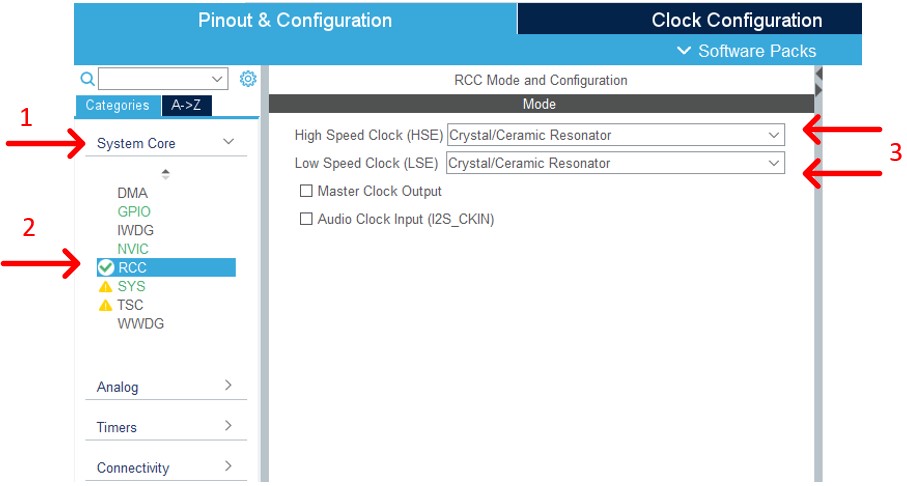 Pinout & Configuration
Clock Configuration
Software Packs
Categories
A->Z
RCC Mode and Configuration
Mode
1
System Core
High Speed Clock (HSE) Crystal/Ceramic Resonator
3
Low Speed Clock (LSE) Crystal/Ceramic Resonator
Master Clock Output
Audio Clock Input (I2S_CKIN)
2
DMA
GPIO
IWDG
NVIC
RCC
SYS
TSC
WWDG
Analog
Timers
Connectivity